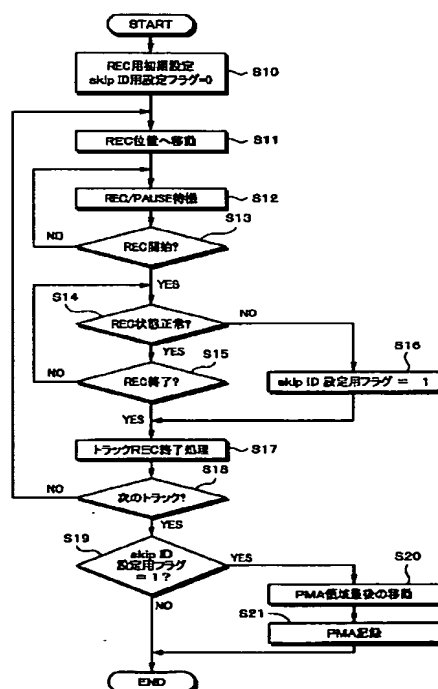 START
REC用初期設定
skip ID用設定フラグ=0
S10
REC位置へ移動
S11
REC/PAUSE待機
S12
S13
NO
REC開始?
YES
S14
NO
REC状態正常?
S16
YES
S15
skip ID 設定用フラグ = 1
NO
REC終了?
YES
トラックREC終了処理
S17
S18
NO
次のトラック?
YES
S19
skip ID
設定用フラグ
= 1?
YES
S20
PMA領域最後の移動
NO
S21
PMA記録
END